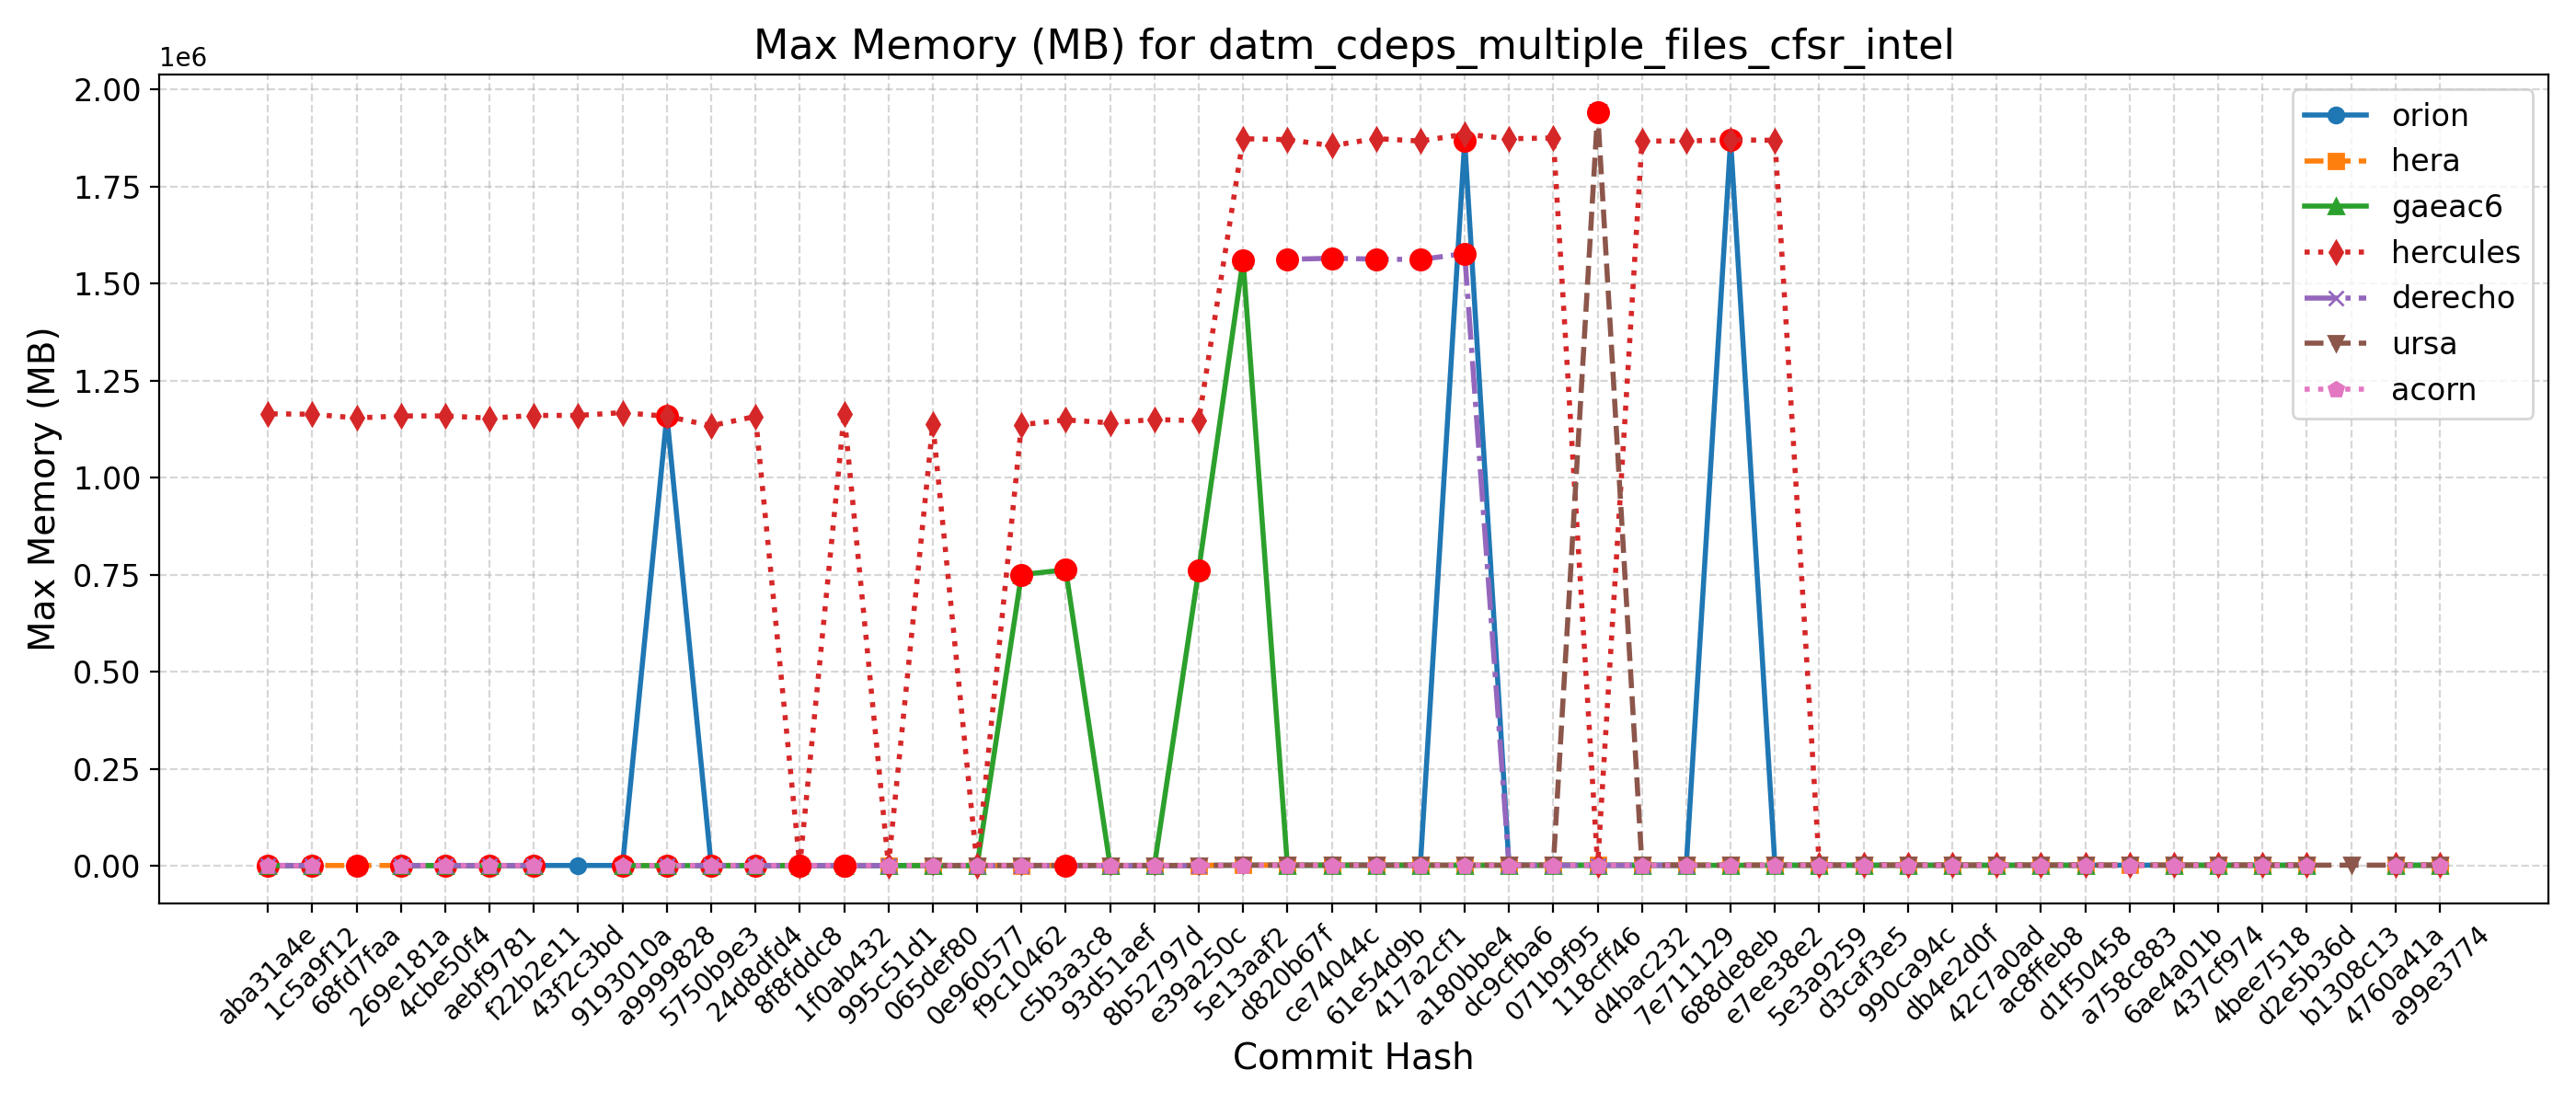 Max Memory (MB) for datm_cdeps_multiple_files_cfsr_intel
1e6
2.00
1.75
1.50
1.25
1.00
0.75
0.50
0.25
0.00
Max Memory (MB)
orion
hera
gaeac6
hercules
derecho
ursa
acorn
aba31a4e
1c5a9f12
68fd7faa
269e181a
4cbe50f4
aebf9781
f22b2e11
43f2c3bd
9193010a
a9999828
5750b9e3
24d8dfd4
8f8fddc8
1f0ab432
995c51d1
065def80
0e960577
f9c10462
c5b3a3c8
93d51aef
8b52797d
e39a250c
5e13aaf2
d820b67f
ce74044c
61e54d9b
417a2cf1
a180bbe4
dc9cfba6
071b9f95
118cff46
d4bac232
7e711129
688de8eb
e7ee38e2
5e3a9259
d3caf3e5
990ca94c
db4e2d0f
42c7a0ad
ac8ffeb8
d1f50458
a758c883
6ae4a01b
437cf974
4bee7518
d2e5b36d
b1308c13
4760a41a
a99e3774
Commit Hash